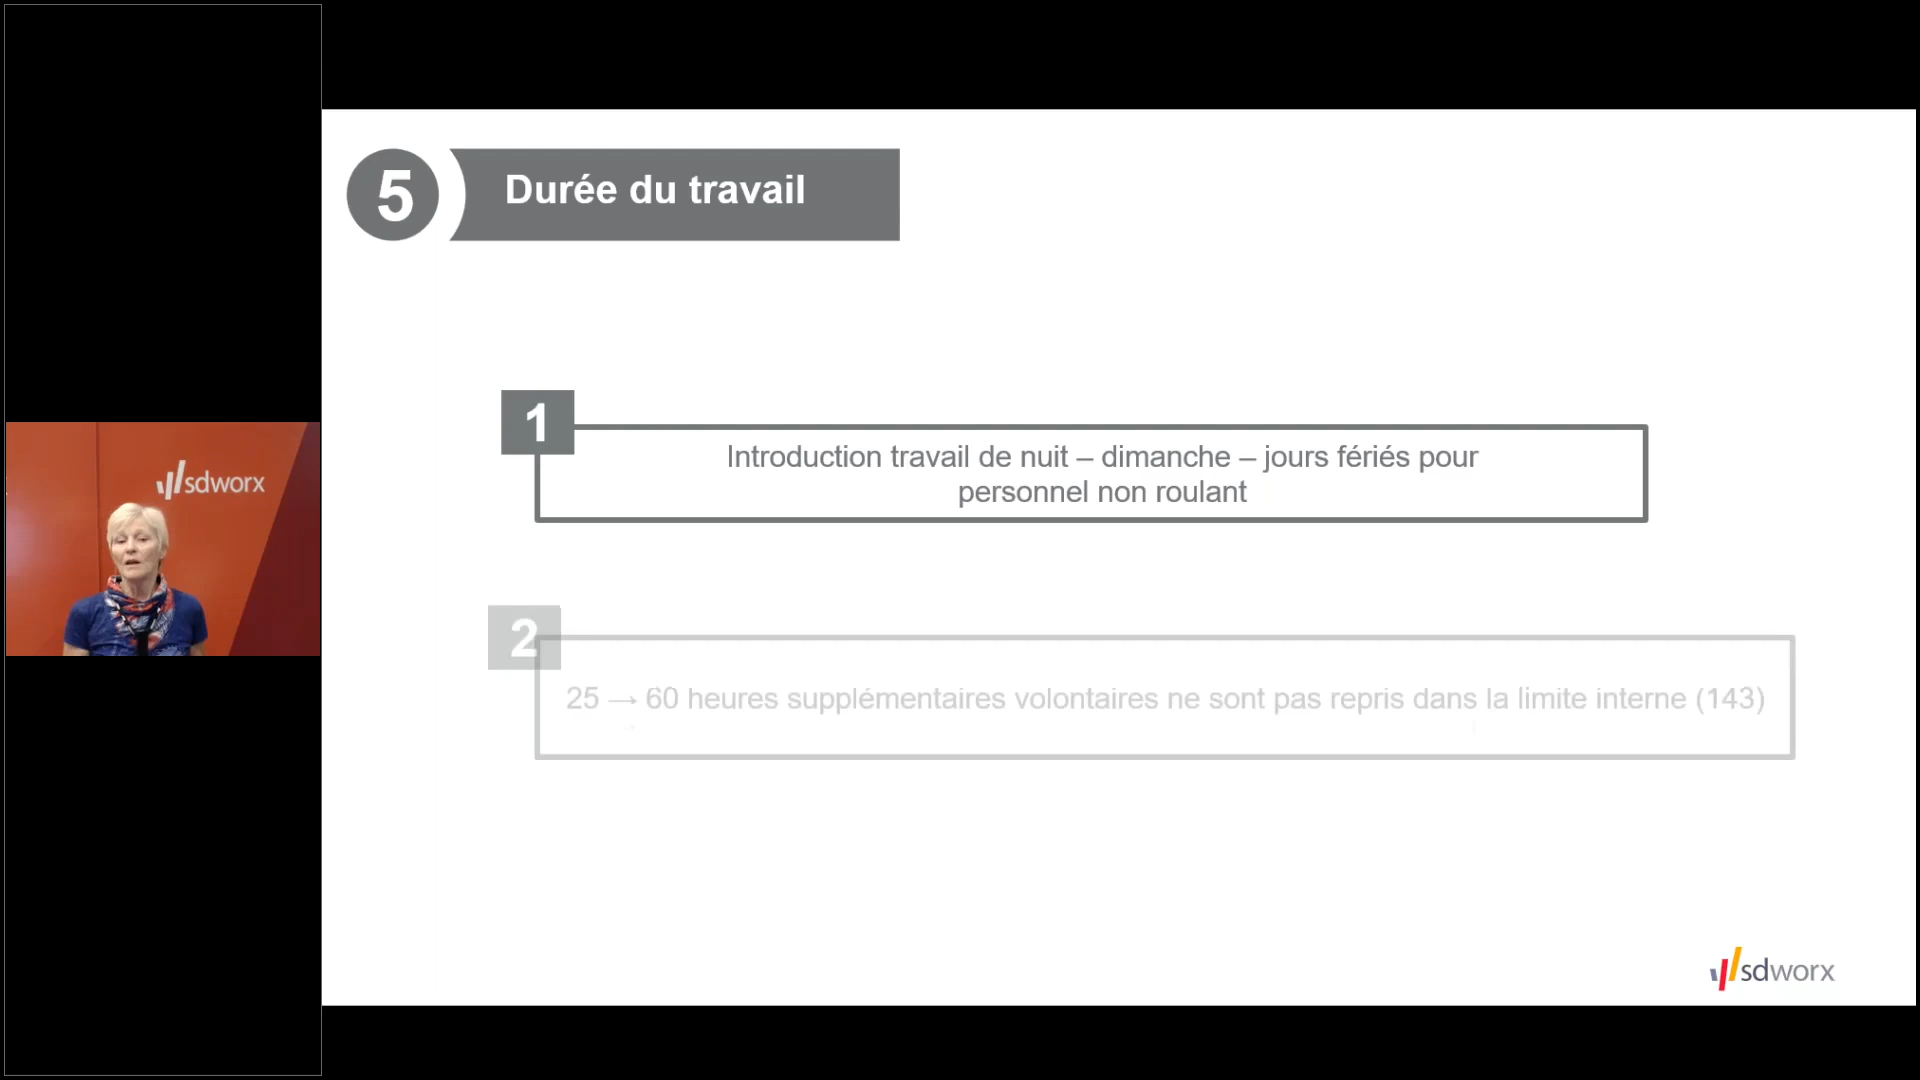 sdworx
5
Durée du travail
1
Introduction travail de nuit – dimanche – jours fériés pour
personnel non roulant
2
25 → 60 heures supplémentaires volontaires ne sont pas repris dans la limite interne (143)
sdworx